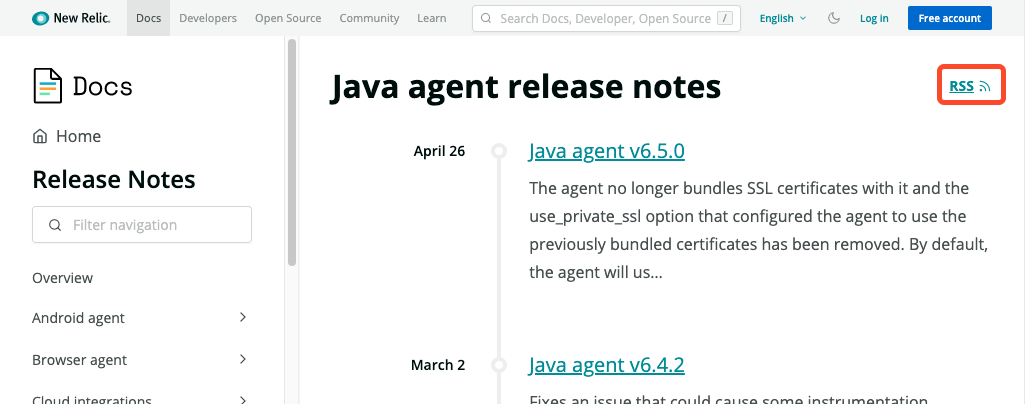 New Relic. Docs Developers Open Source Community Learn Search Docs, Developer, Open Source / English Log in Free account
Docs
Home
Release Notes
Filter navigation
Overview
Android agent
Browser agent
Cloud integrations
Java agent release notes
RSS
April 26
Java agent v6.5.0
The agent no longer bundles SSL certificates with it and the
use_private_ssl option that configured the agent to use the
previously bundled certificates has been removed. By default,
the agent will us...
March 2
Java agent v6.4.2
Fixes an issue that could cause some instrumentation